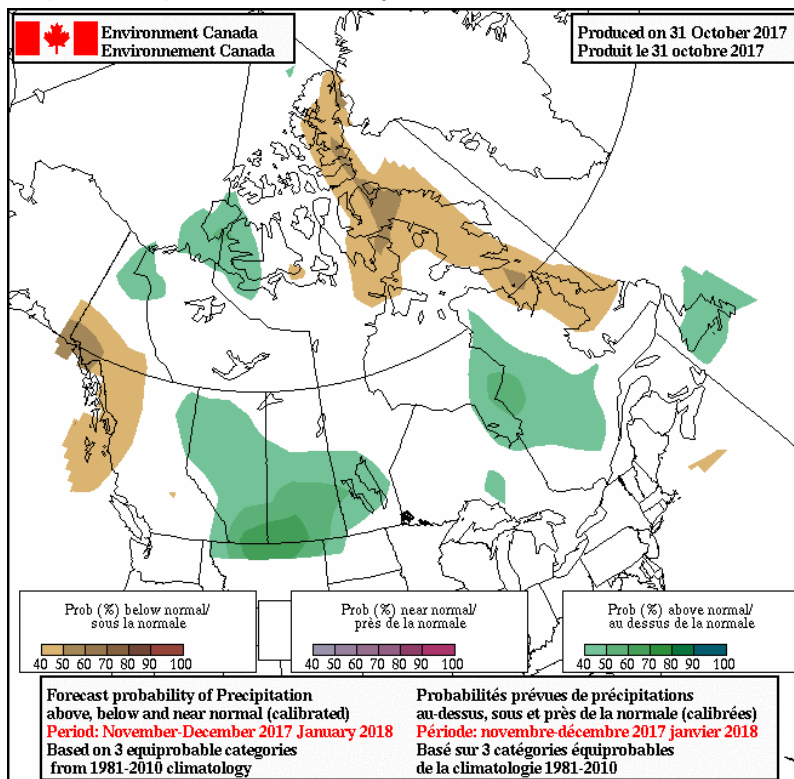 Environment Canada
Environnement Canada
Produced on 31 October 2017
Produit le 31 octobre 2017
Prob (%) below normal/
sous la normale
40 50 60 70 80 90 100
Prob (%) near normal/
près de la normale
40 50 60 70 80 90 100
Prob (%) above normal/
au dessus de la normale
40 50 60 70 80 90 100
Forecast probability of Precipitation
above, below and near normal (calibrated)
Period: November-December 2017 January 2018
Based on 3 equiprobable categories
from 1981-2010 climatology
Probabilités prévues de précipitations
au-dessus, sous et près de la normale (calibrées)
Période: novembre-décembre 2017 janvier 2018
Basé sur 3 catégories équiprobables
de la climatologie 1981-2010